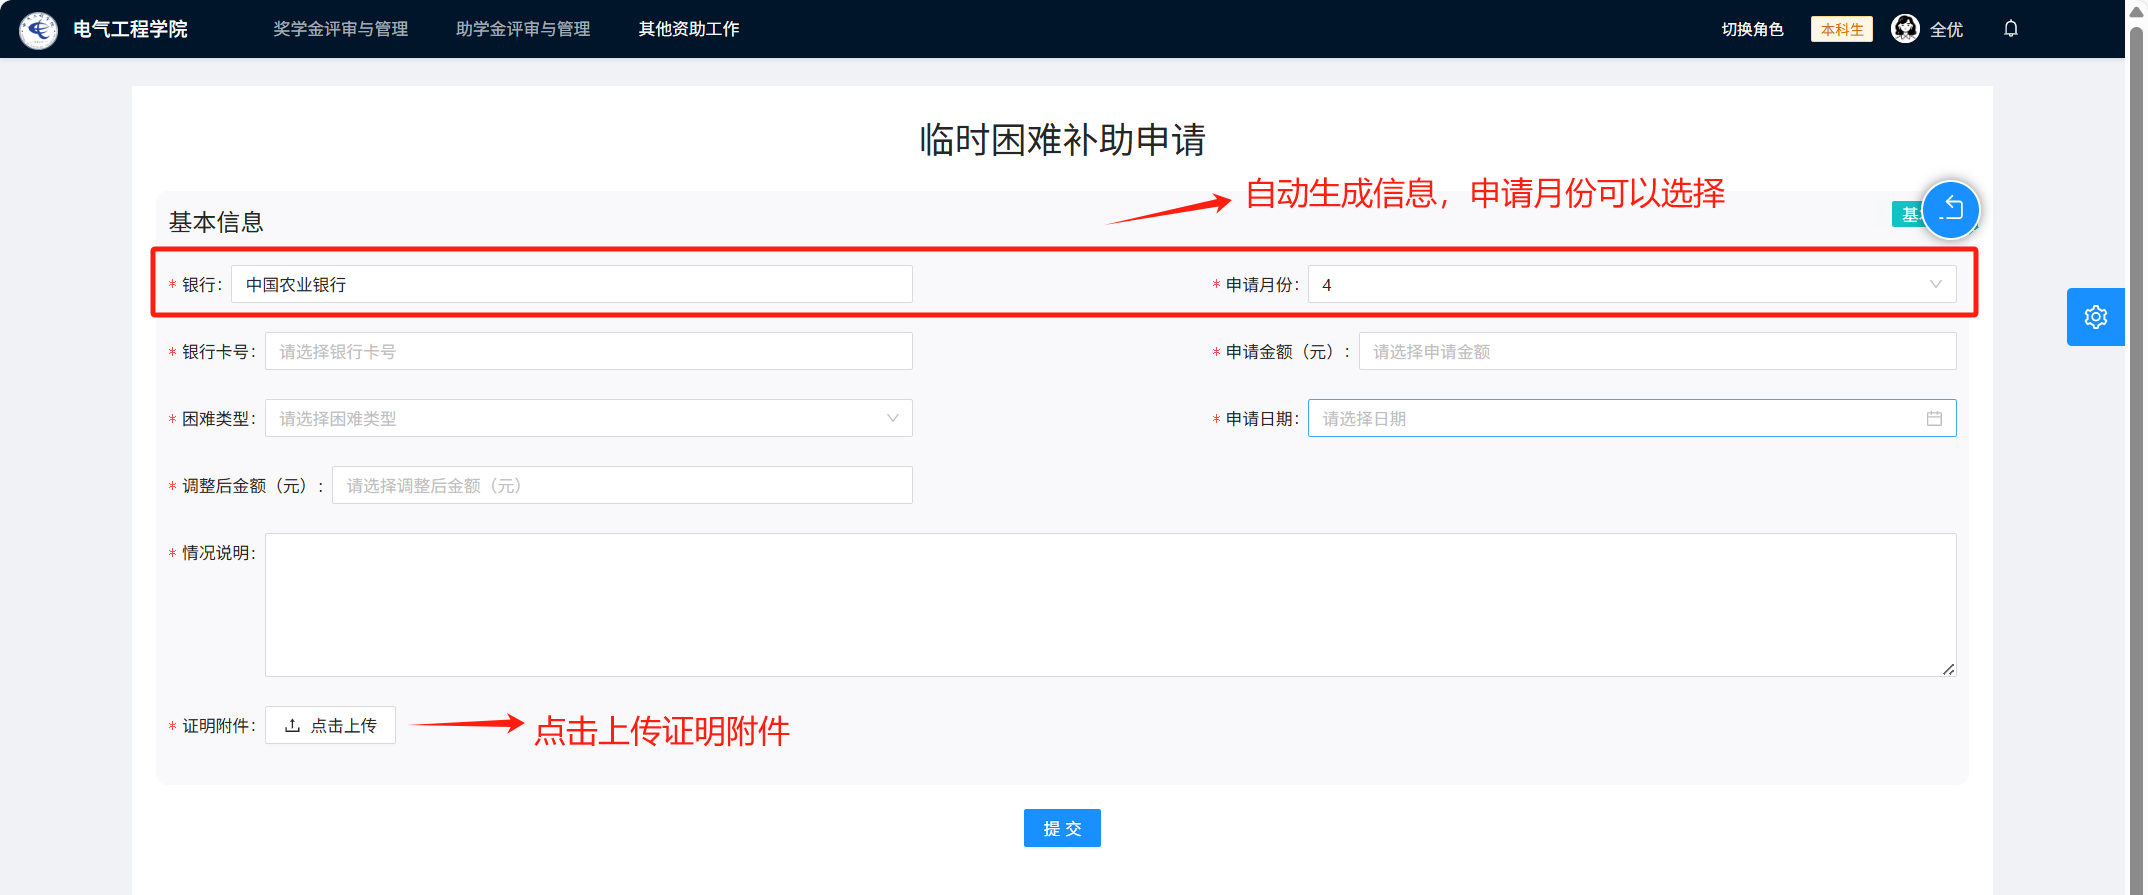 电气工程学院 奖学金评审与管理 助学金评审与管理 其他资助工作 切换角色 本科生 全优
临时困难补助申请
自动生成信息，申请月份可以选择
基本信息
* 银行： 中国农业银行 * 申请月份： 4
* 银行卡号： 请选择银行卡号 * 申请金额（元）： 请选择申请金额
* 困难类型： 请选择困难类型 * 申请日期： 请选择日期
* 调整后金额（元）： 请选择调整后金额（元）
* 情况说明：
* 证明附件： 点击上传 点击上传证明附件
提 交